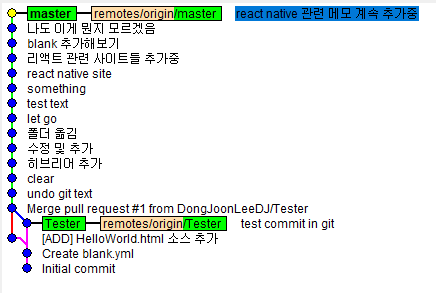 master remotes/origin/master react native 관련 메모 계속 추가중
나도 이게 뭔지 모르겠음
blank 추가해보기
리액트 관련 사이트들 추가중
react native site
something
test text
let go
폴더 옮김
수정 및 추가
히브리어 추가
clear
undo git text
Merge pull request #1 from DongJoonLeeDJ/Tester
Tester remotes/origin/Tester test commit in git
[ADD] HelloWorld.html 소스 추가
Create blank.yml
Initial commit